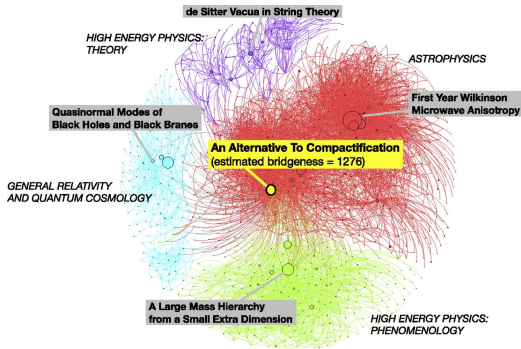 de Sitter Vacua in String Theory
HIGH ENERGY PHYSICS:
THEORY
ASTROPHYSICS
Quasinormal Modes of
Black Holes and Black Branes
First Year Wilkinson
Microwave Anisotropy
An Alternative To Compactification
(estimated bridgeness = 1276)
GENERAL RELATIVITY
AND QUANTUM COSMOLOGY
A Large Mass Hierarchy
from a Small Extra Dimension
HIGH ENERGY PHYSICS:
PHENOMENOLOGY